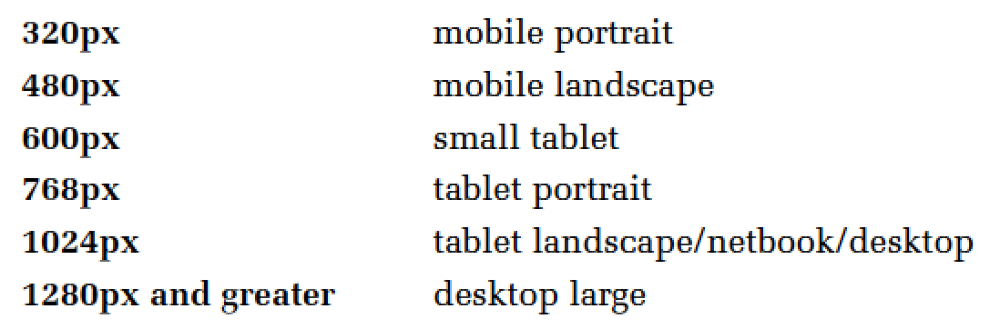 320px mobile portrait
480px mobile landscape
600px small tablet
768px tablet portrait
1024px tablet landscape/netbook/desktop
1280px and greater desktop large